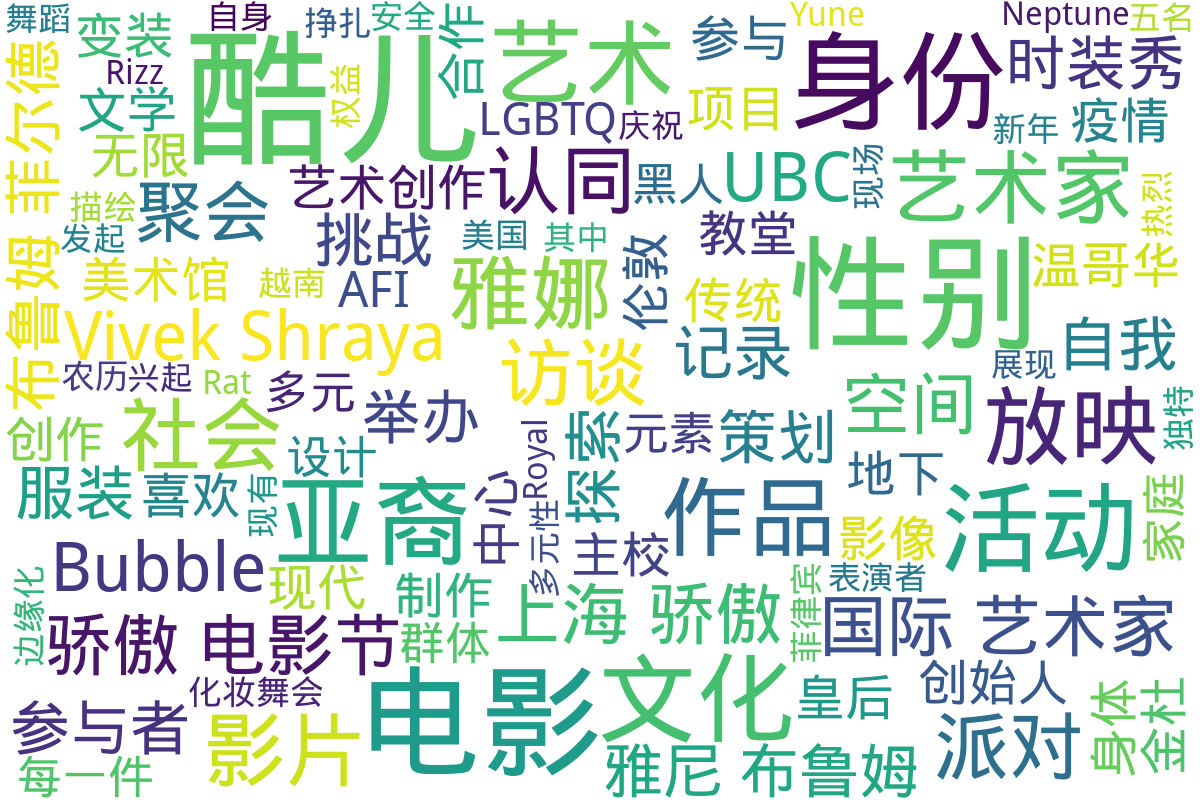 舞蹈
自身
挣扎
安全
合作
艺术
参与
Yune
Neptune
五名
变装
Rizz
酷儿
权益
身份
时装秀
文学
LGBTQ
庆祝
项目
新年
疫情
无限
菲尔德
艺术创作
认同
黑人
UBC
现场
艺术家
热烈
描绘
聚会
挑战
美国
其中
教堂
发起
伦敦
性别
温哥华
美术馆
越南
AFI
雅娜
传统
布鲁姆
Vivek Shraya
访谈
记录
自我
展现
农历兴起
Rat
多元
举办
空间
放映
独特
创作
社会
设计
Royal
探索
元素
策划
地下
服装
喜欢
现有
亚裔
中心
作品
影像
活动
家庭
多元性
主校
Bubble
现代
制作
上海 骄傲
菲律宾
表演者
边缘化
骄傲 电影节
群体
国际 艺术家
化妆舞会
电影
文化
皇后
创始人
参与者
影片
派对
身体
金杜
每一件
雅尼 布鲁姆